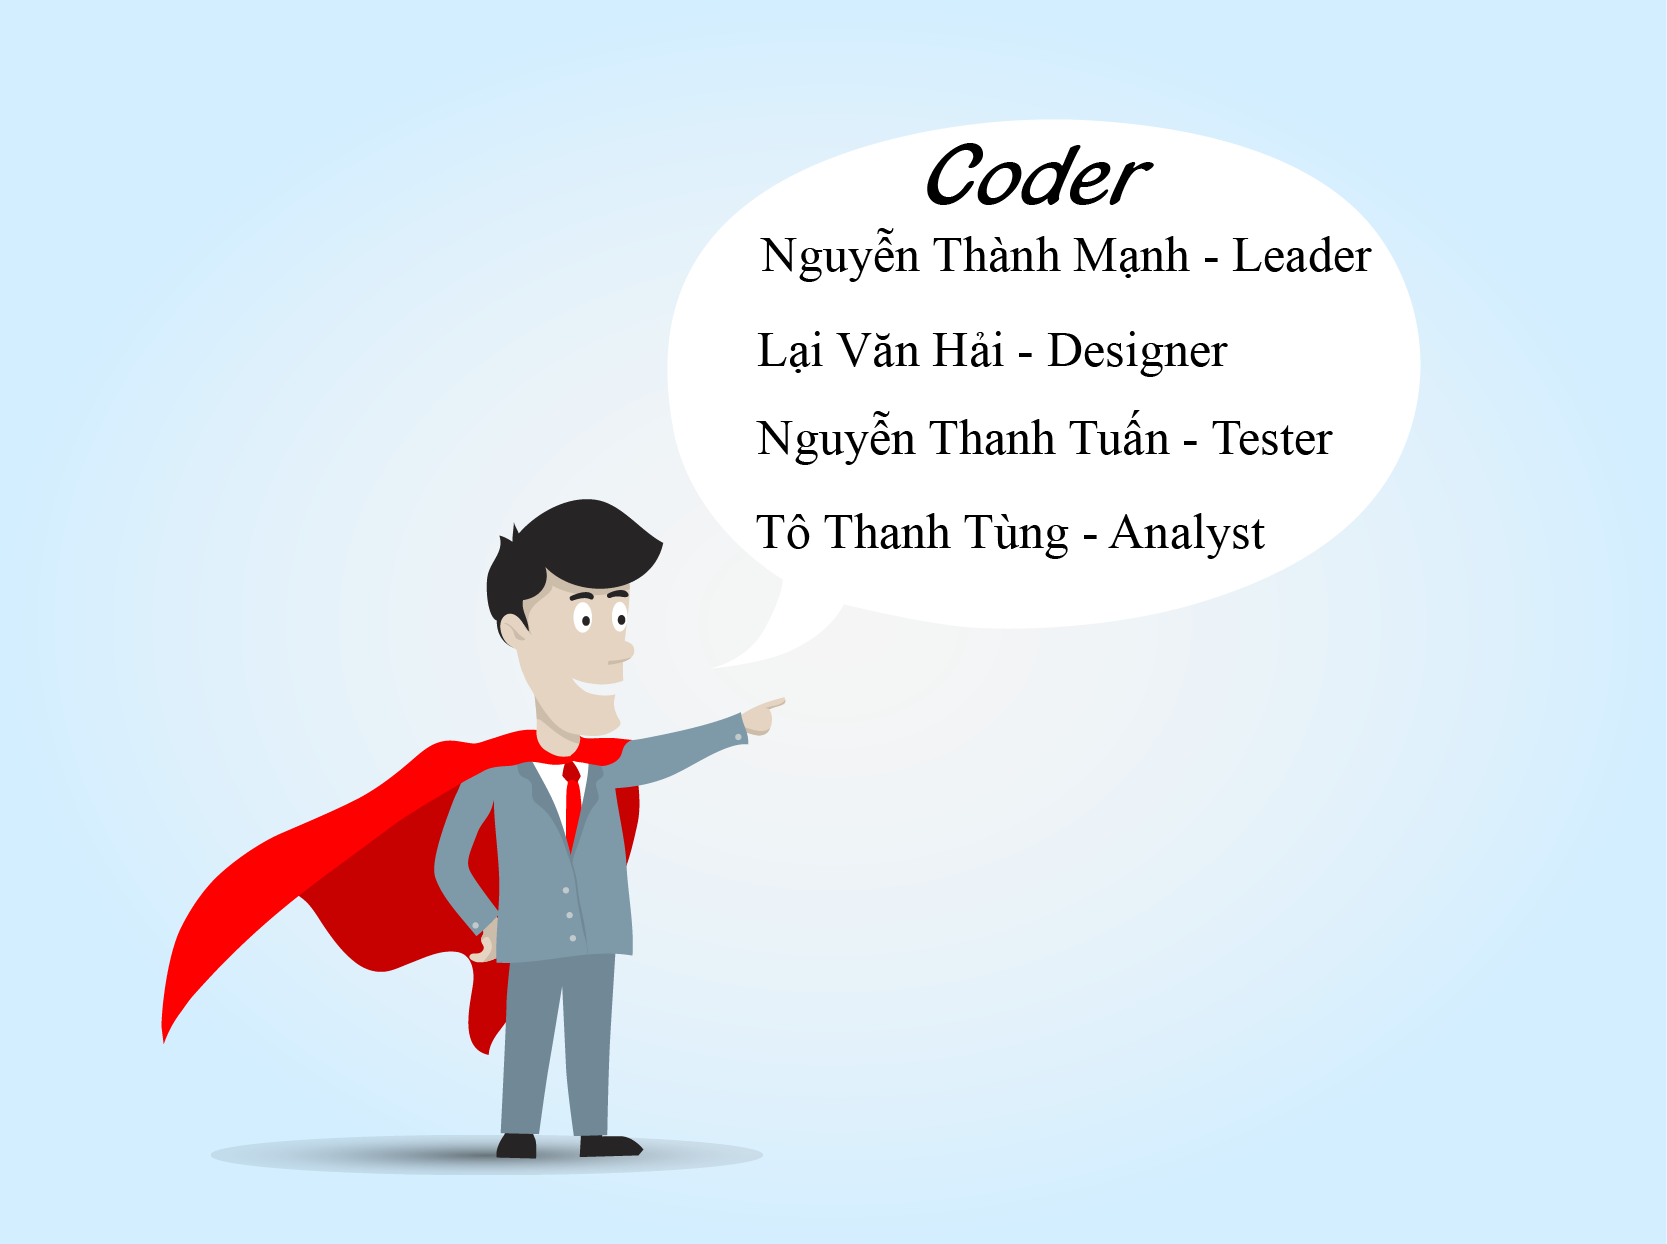 Coder
Nguyễn Thành Mạnh - Leader
Lại Văn Hải - Designer
Nguyễn Thanh Tuấn - Tester
Tô Thanh Tùng - Analyst